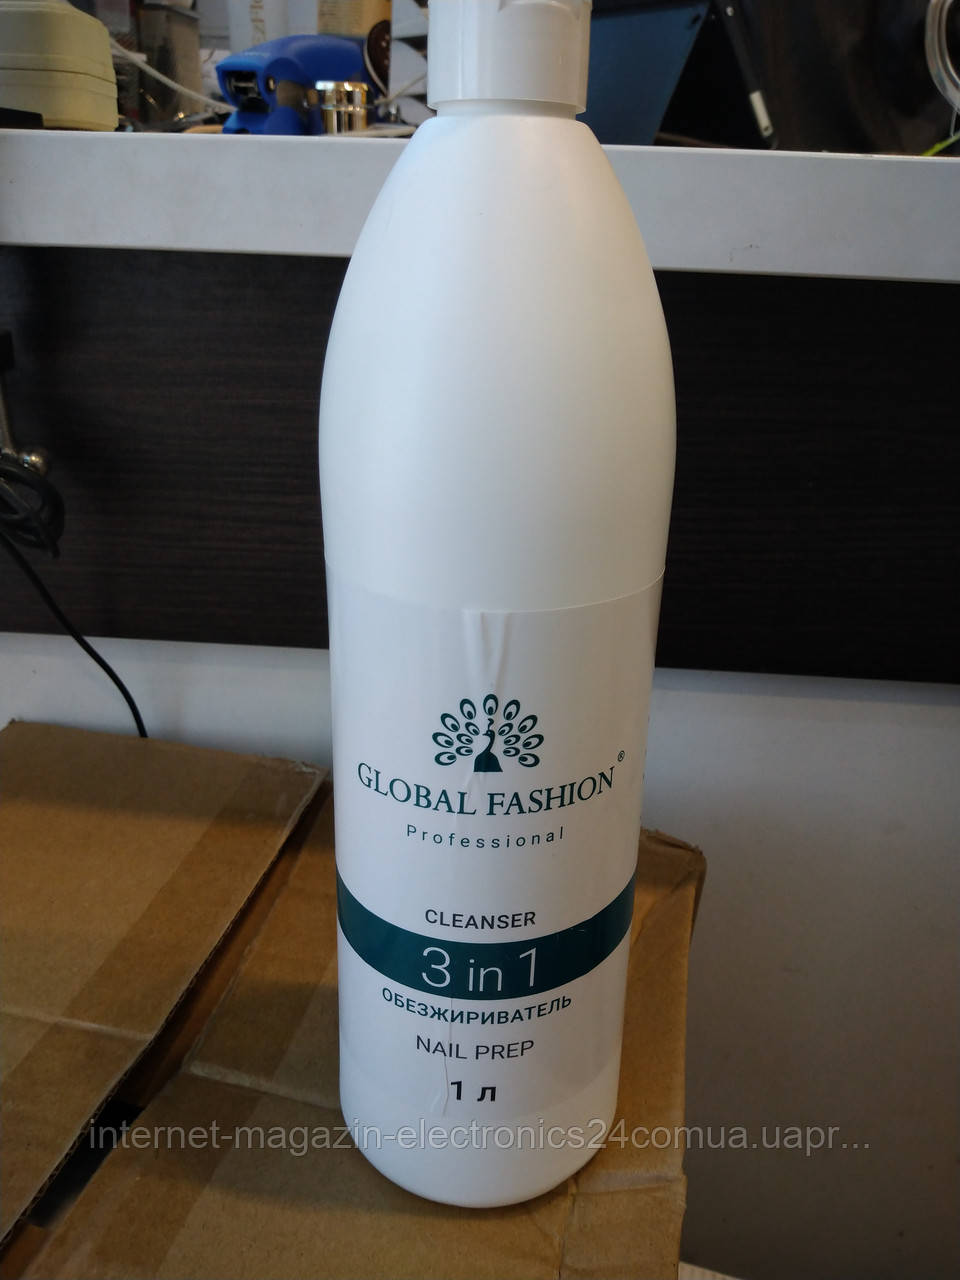 GLOBAL FASHION®
Professional
CLEANSER
3 in 1
ОБЕЗЖИРИВАТЕЛЬ
NAIL PREP
1 л
internet-magazin-electronics24comua.uapr...